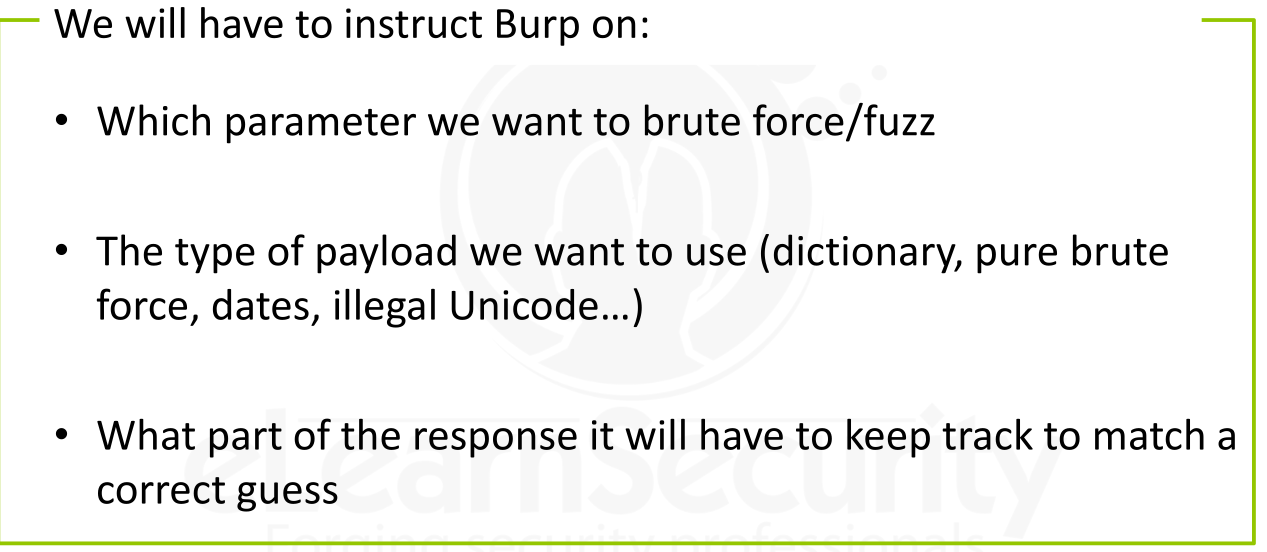 We will have to instruct Burp on:
• Which parameter we want to brute force/fuzz
• The type of payload we want to use (dictionary, pure brute
force, dates, illegal Unicode…)
• What part of the response it will have to keep track to match a
correct guess
eLearnSecurity
Forging security professionals